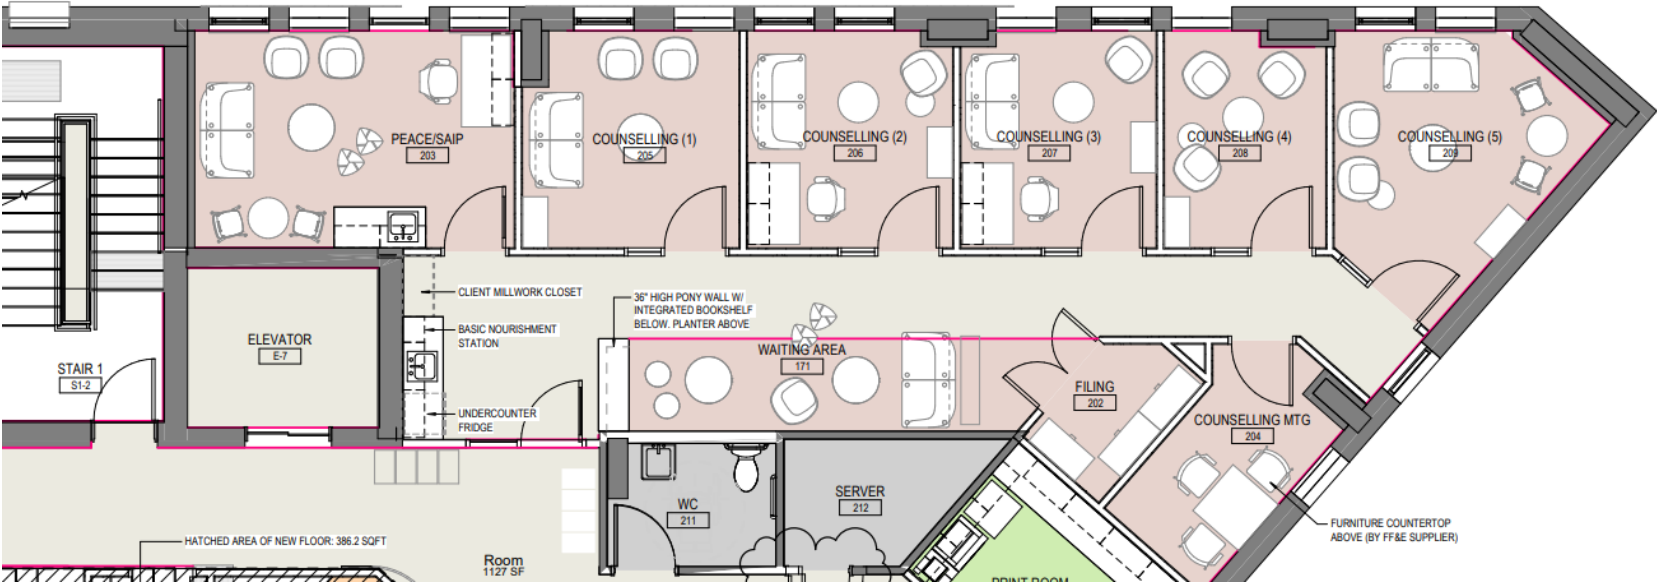 PEACE/SAIP
203
COUNSELLING (1)
205
COUNSELLING (2)
206
COUNSELLING (3)
207
COUNSELLING (4)
208
COUNSELLING (5)
209
CLIENT MILLWORK CLOSET
36" HIGH PONY WALL W/
INTEGRATED BOOKSHELF
BELOW. PLANTER ABOVE
BASIC NOURISHMENT
STATION
ELEVATOR
E-7
WAITING AREA
171
STAIR 1
S1-2
FILING
202
UNDERCOUNTER
FRIDGE
COUNSELLING MTG
204
WC
211
SERVER
212
FURNITURE COUNTERTOP
ABOVE (BY FF&E SUPPLIER)
HATCHED AREA OF NEW FLOOR: 386.2 SQFT
Room
1127 SF
PRINT ROOM